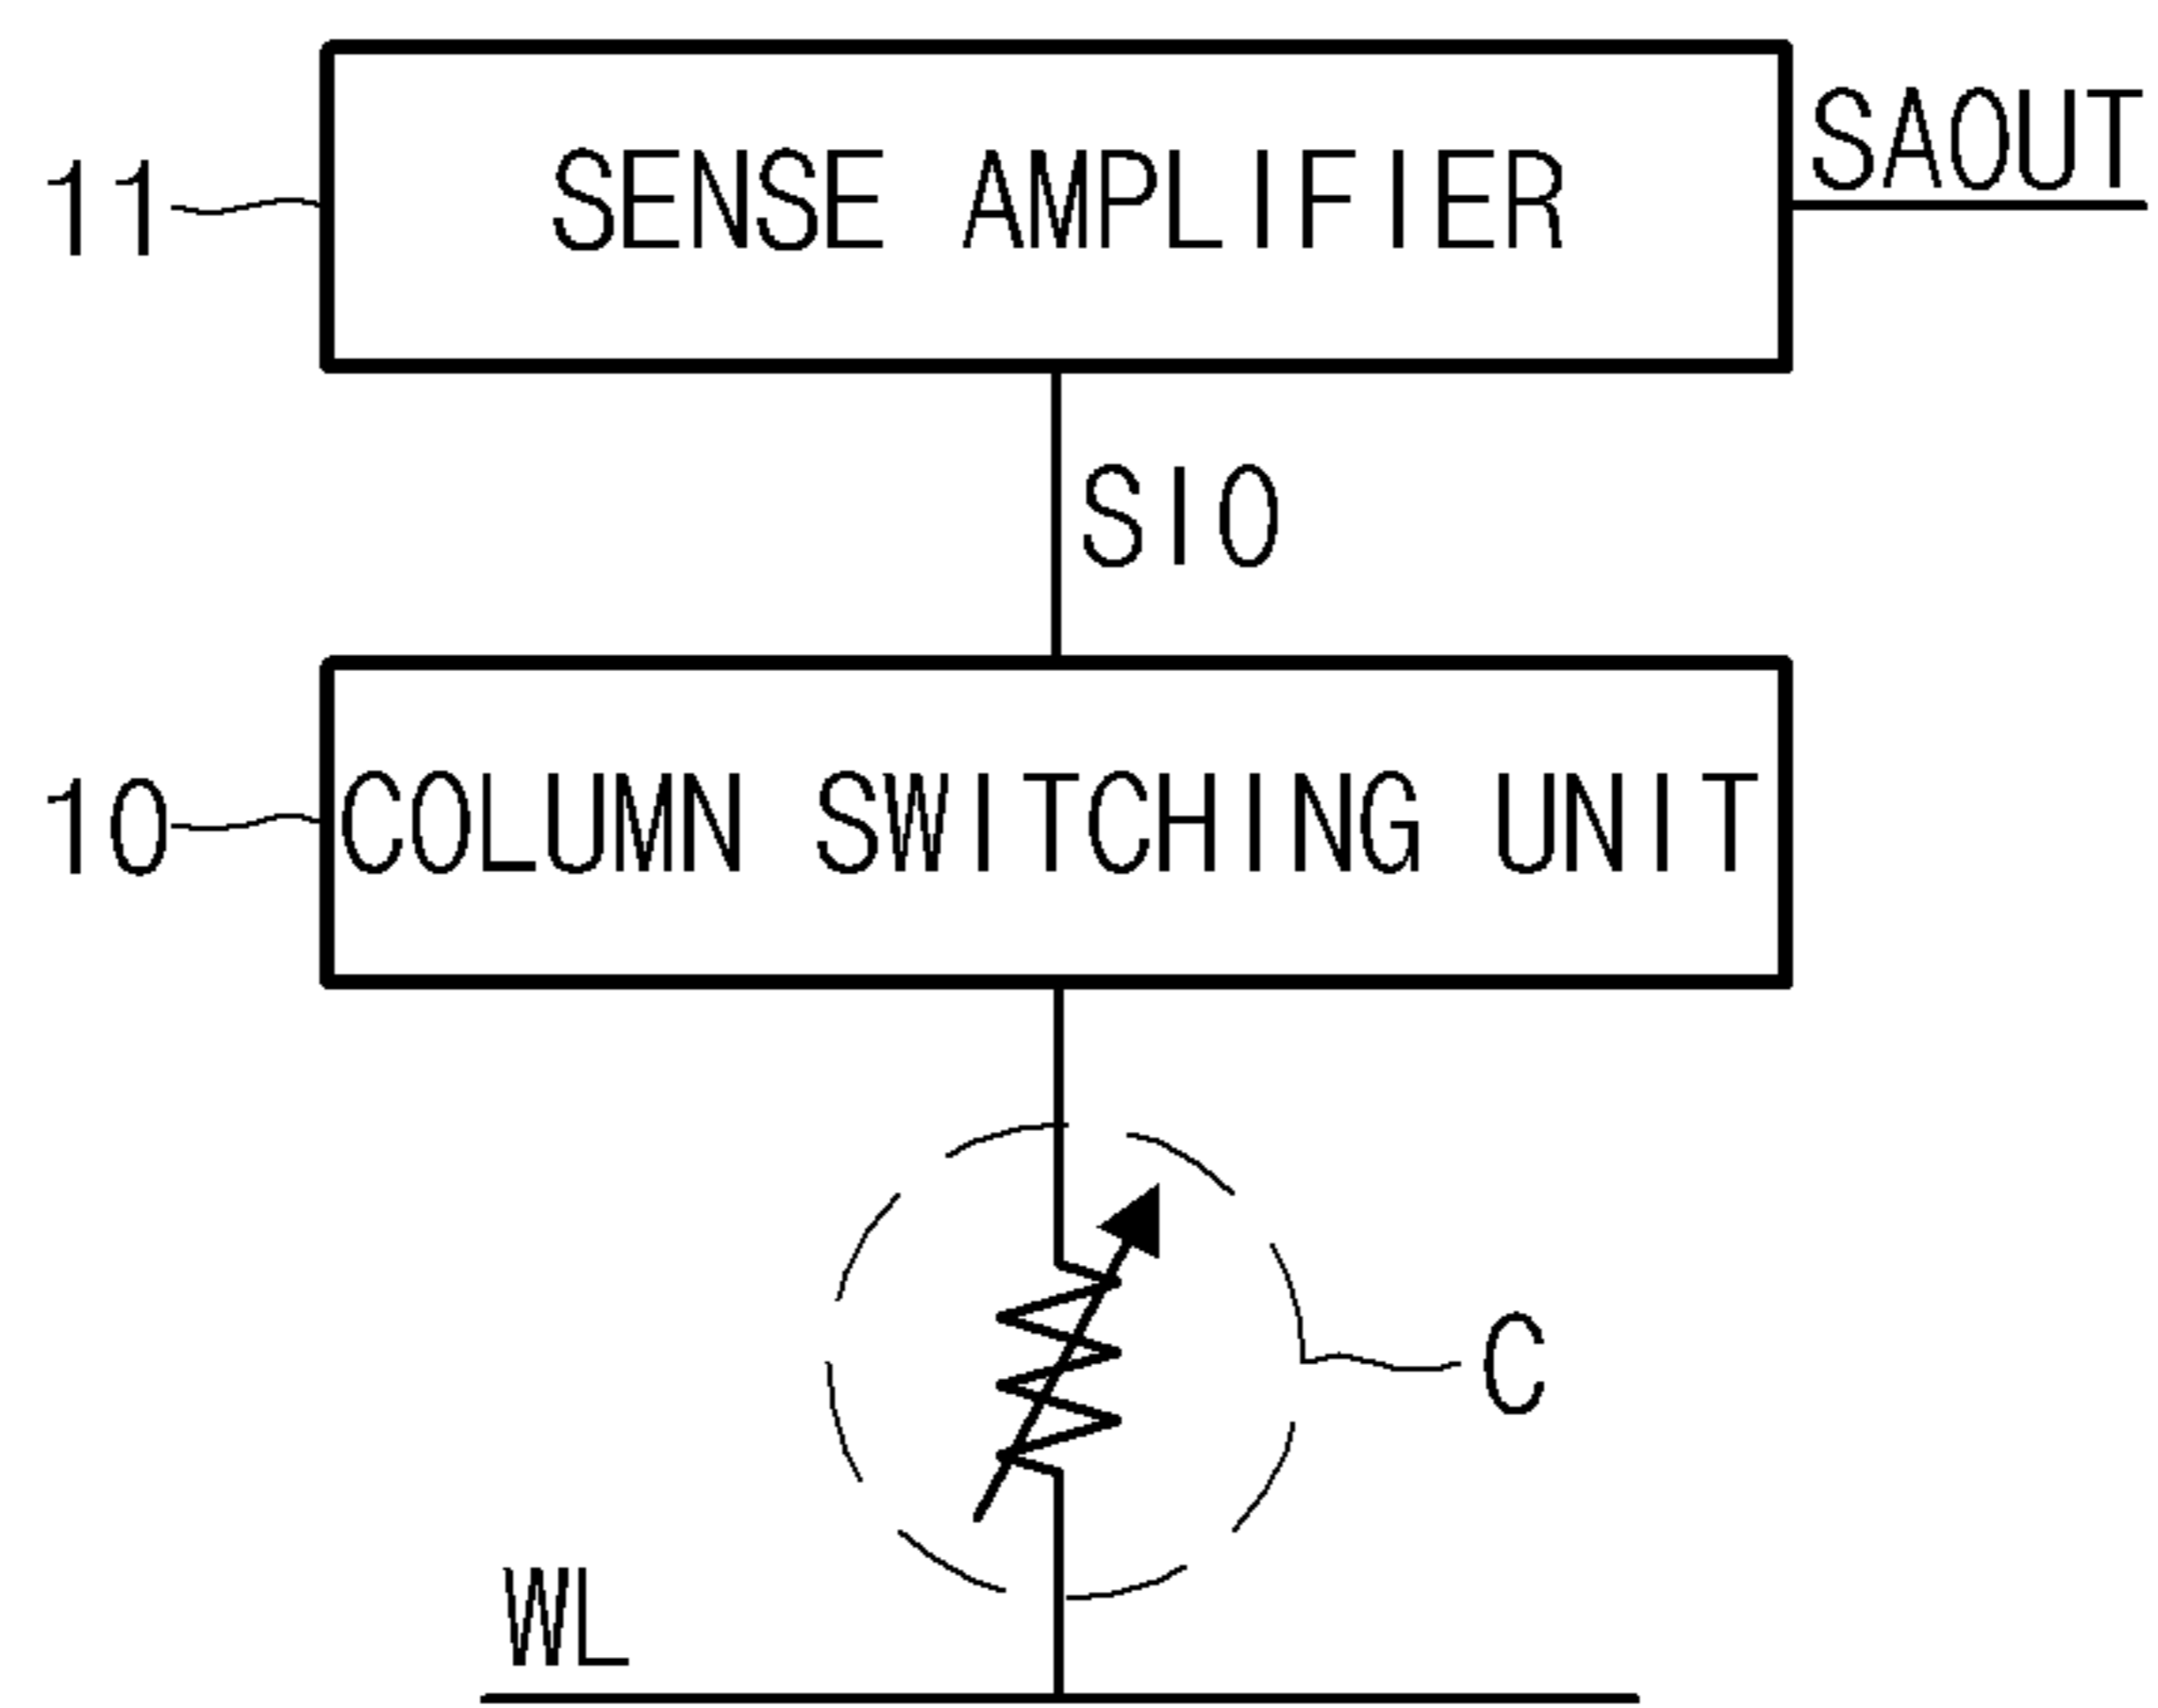 SAOUT
11
SENSE AMPLIFIER
SIO
10
COLUMN SWITCHING UNIT
C
WL